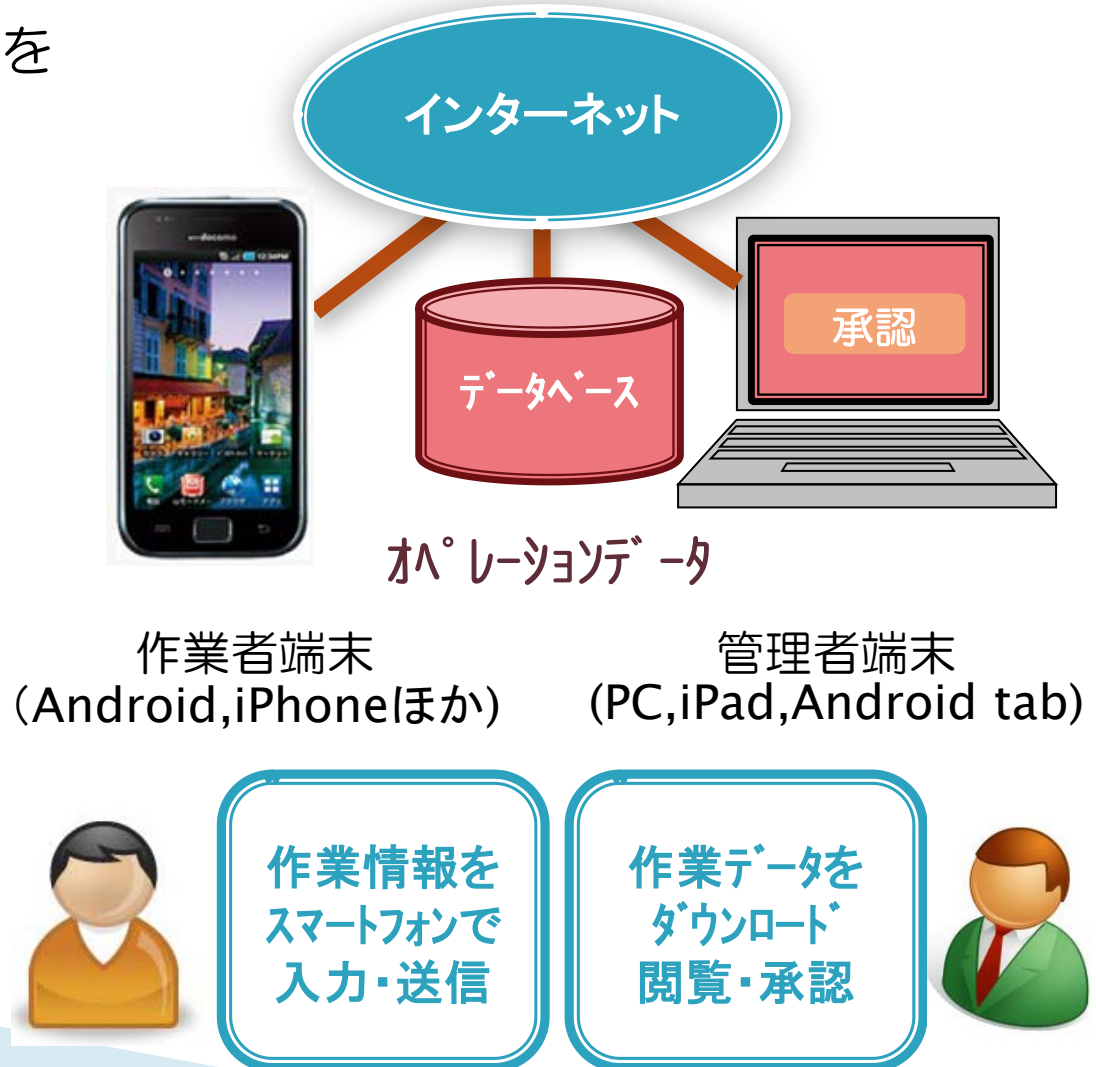 を
インターネット
docomo
12:34PM
承認
ﾃﾞｰﾀﾍﾞｰｽ
ｵﾍﾟﾚｰｼｮﾝﾃﾞｰﾀ
作業者端末
（Android,iPhoneほか)
管理者端末
(PC,iPad,Android tab)
作業情報を
ｽﾏｰﾄﾌｫﾝで
入力・送信
作業ﾃﾞｰﾀを
ﾀﾞｳﾝﾛｰﾄﾞ
閲覧・承認